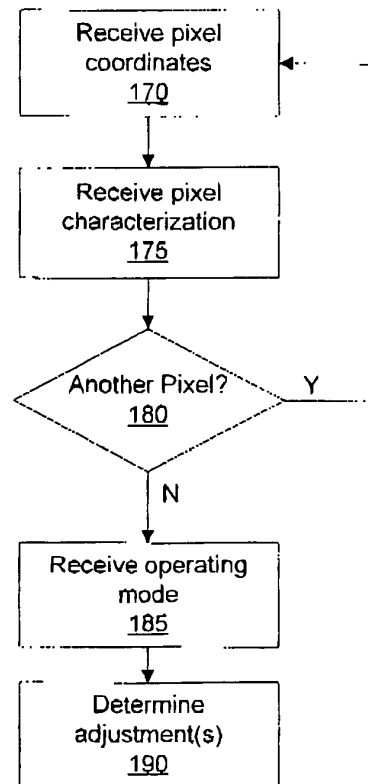 Receive pixel
coordinates
170
Receive pixel
characterization
175
Another Pixel?
180
Y
N
Receive operating
mode
185
Determine
adjustment(s)
190